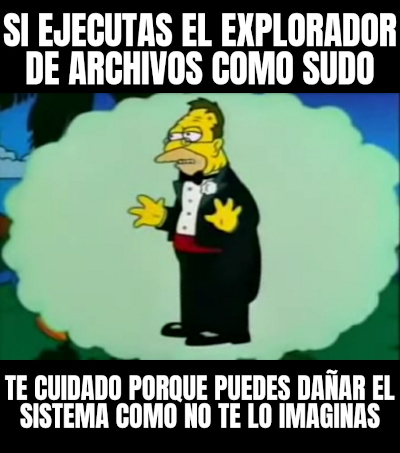 SI EJECUTAS EL EXPLORADOR
DE ARCHIVOS COMO SUDO
TE CUIDADO PORQUE PUEDES DAÑAR EL
SISTEMA COMO NO TE LO IMAGINAS